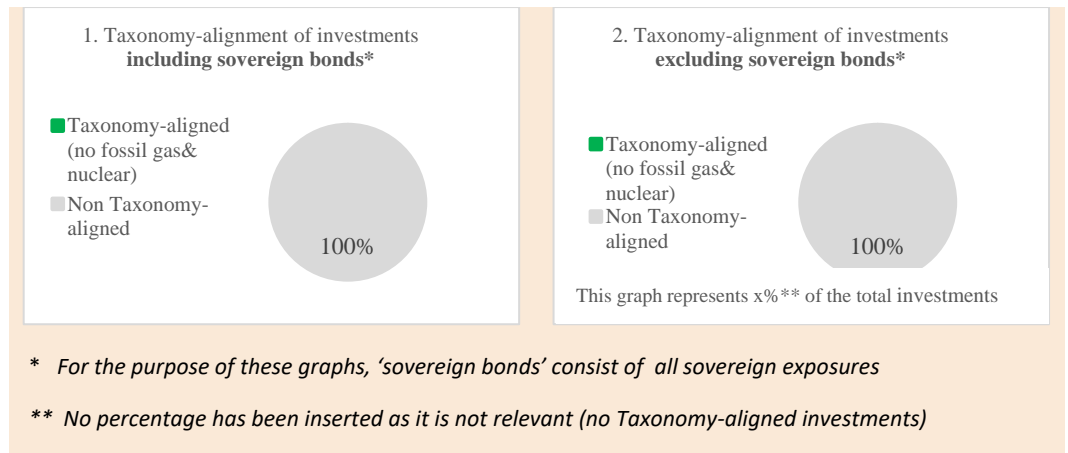 1. Taxonomy-alignment of investments
including sovereign bonds*
Taxonomy-aligned
(no fossil gas&
nuclear)
Non Taxonomy-
aligned
100%
2. Taxonomy-alignment of investments
excluding sovereign bonds*
Taxonomy-aligned
(no fossil gas&
nuclear)
Non Taxonomy-
aligned
100%
This graph represents x%** of the total investments
* For the purpose of these graphs, ‘sovereign bonds’ consist of all sovereign exposures
** No percentage has been inserted as it is not relevant (no Taxonomy-aligned investments)